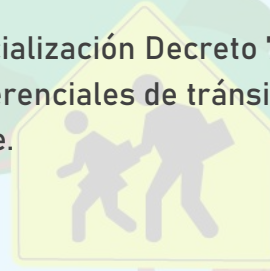 ialización Decreto "
erenciales de tránsi
e.